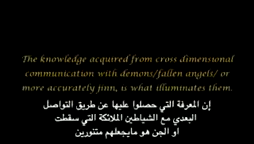 The knowledge acquired from cross dimensional
communication with demons/fallen angels/ or
more accurately jinn, is what illuminates them.
إن المعرفة التي حصلوا عليها عن طريق التواصل
البعدي مع الشياطين الملائكة التي سقطت
او الجن هو مايجعلهم متنورين